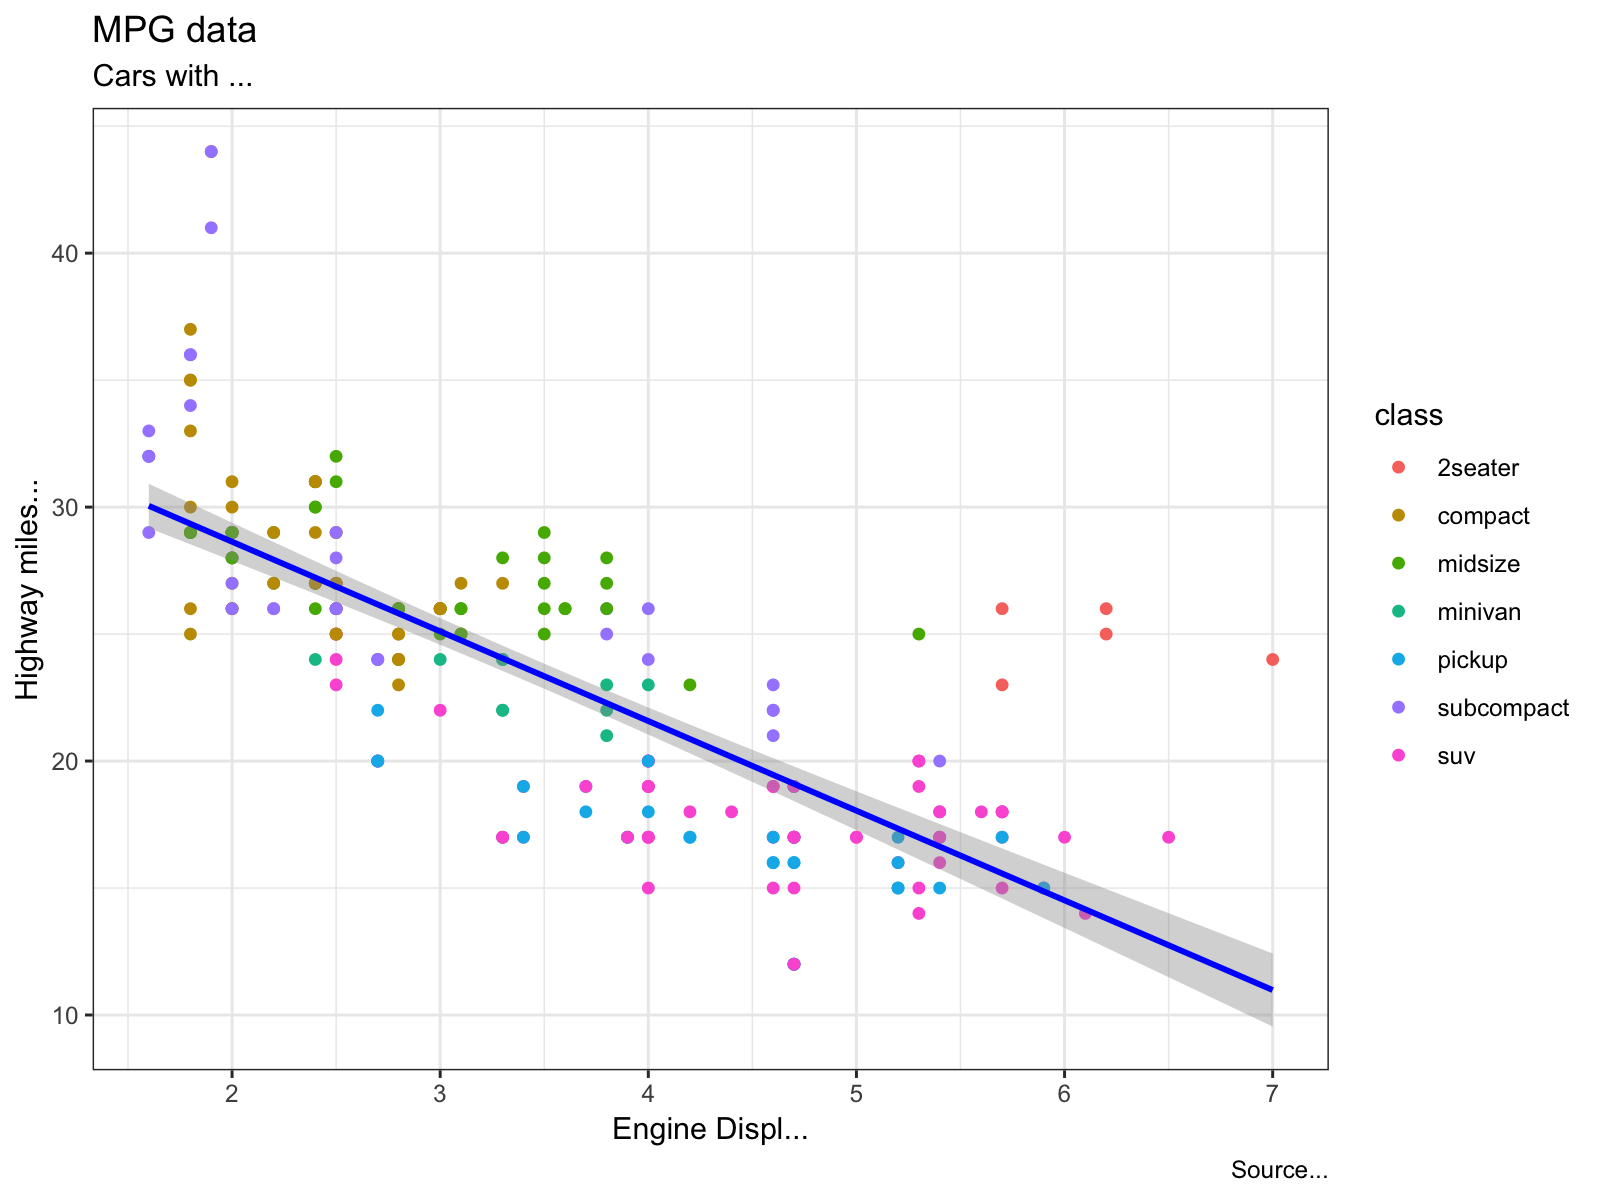 MPG data
Cars with ...
Highway miles...
40
30
20
10
2 3 4 5 6 7
Engine Displ...
Source...
class
2seater
compact
midsize
minivan
pickup
subcompact
suv